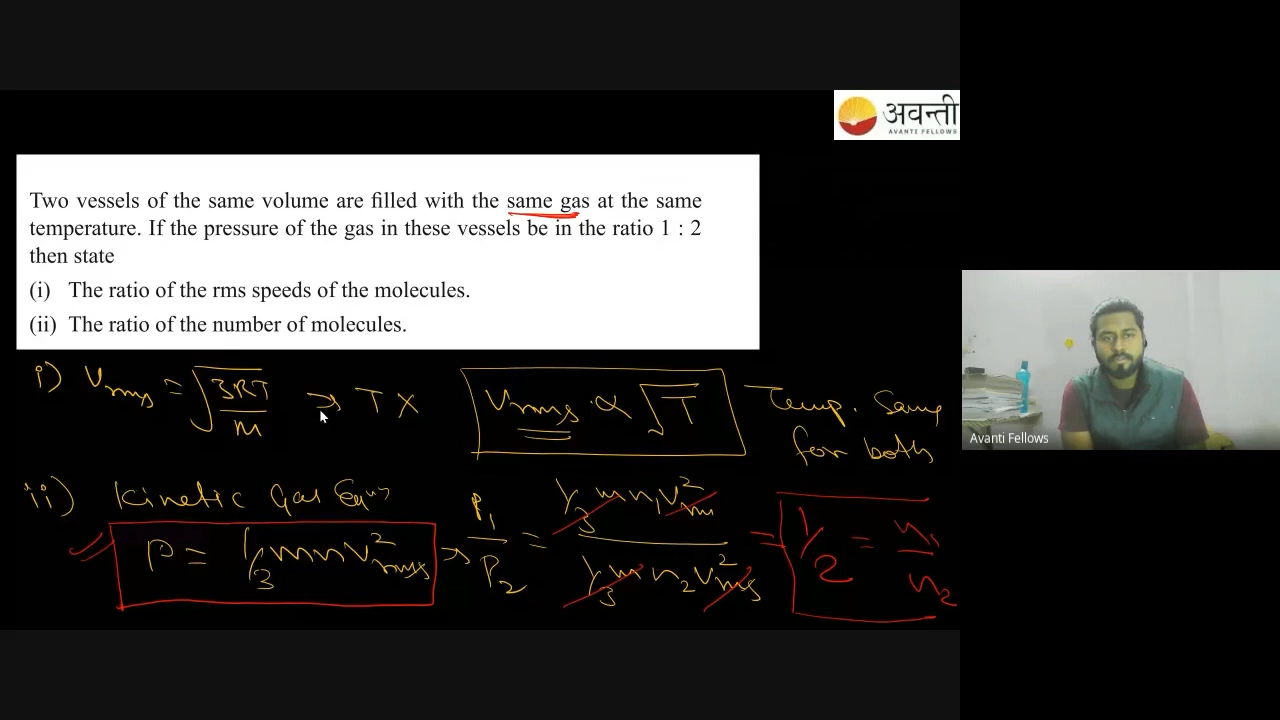 अवन्ती
AVANTI FELLOWS
Two vessels of the same volume are filled with the same gas at the same
temperature. If the pressure of the gas in these vessels be in the ratio 1 : 2
then state
(i) The ratio of the rms speeds of the molecules.
(ii) The ratio of the number of molecules.
i) Vrms = √3RT/M → T X Vrms ∝ √T Temp. Same
for both
ii) Kinetic Gas Eqn
P = 1/3 mnV²rms → P₁/P₂ = 1/3 m n₁ V²rms / 1/3 m n₂ V²rms = 1/2 = n₁/n₂
Avanti Fellows